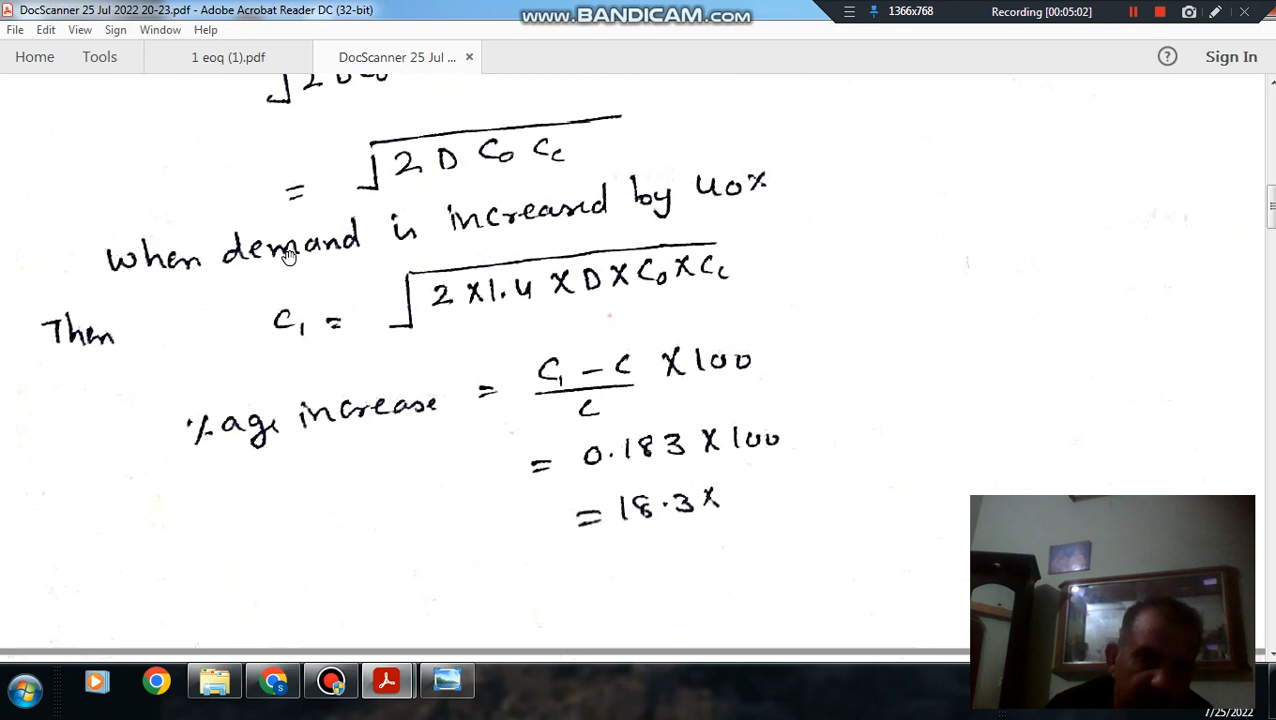 DocScanner 25 Jul 2022 20-23.pdf - Adobe Acrobat Reader DC (32-bit)
www.BANDICAM.com
1366x768
Recording [00:05:02]
File Edit View Sign Window Help
Home Tools 1 eoq (1).pdf DocScanner 25 Jul ... × Sign In
= √2 D Co Cc
When demand is increased by 40%
Then C1 = √2 X 1.4 X D X Co X Cc
%age increase = C1 - C / C X 100
= 0.183 X 100
= 18.3%
7/25/2022